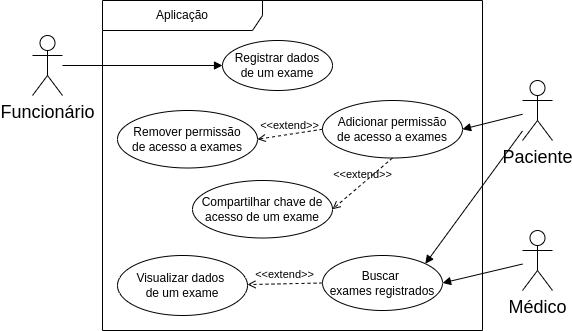 Aplicação
Registrar dados
de um exame
Funcionário
Remover permissão
de acesso a exames
<<extend>>
Adicionar permissão
de acesso a exames
Paciente
<<extend>>
Compartilhar chave de
acesso de um exame
Visualizar dados
de um exame
<<extend>>
Buscar
exames registrados
Médico